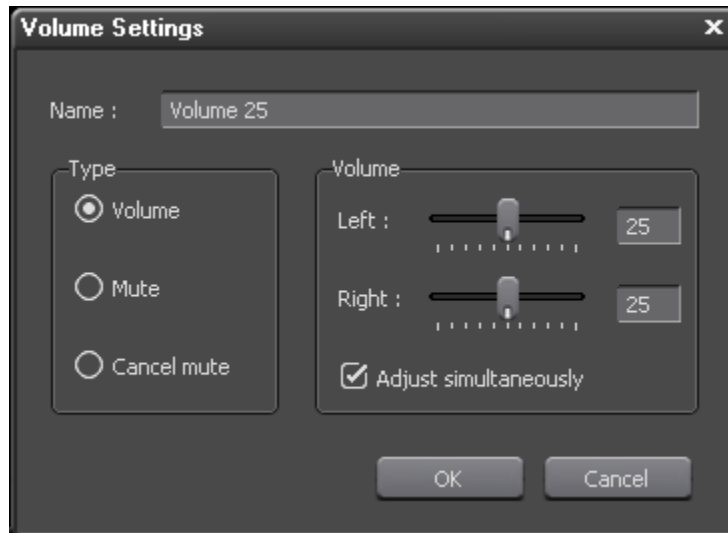 Volume Settings
Name : Volume 25
Type
Volume
Mute
Cancel mute
Volume
Left : 25
Right : 25
Adjust simultaneously
OK Cancel